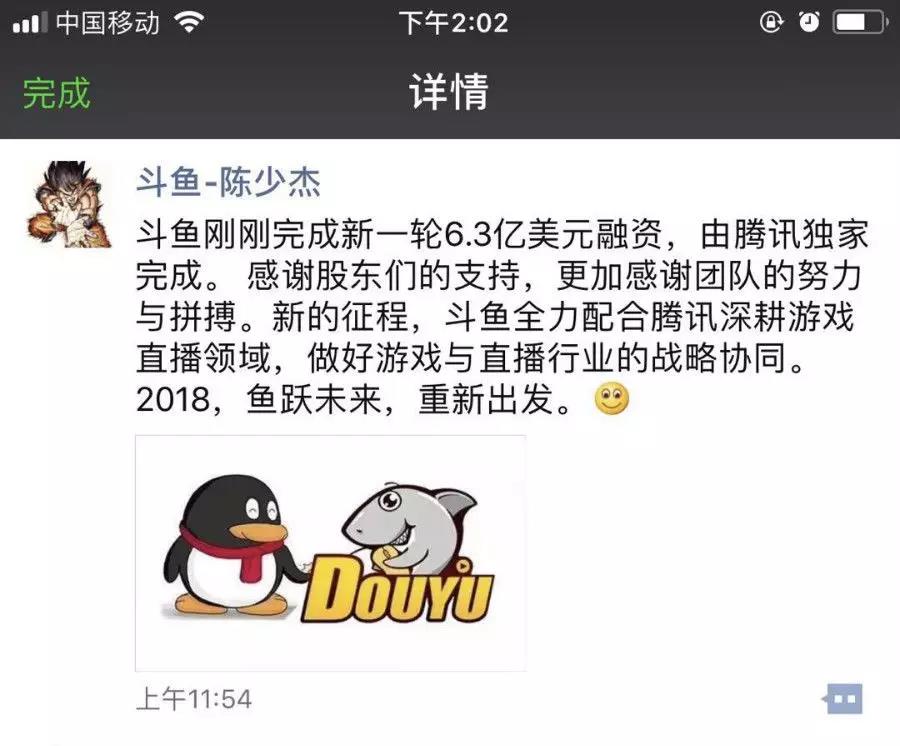 中国移动 下午2:02
完成 详情
斗鱼-陈少杰
斗鱼刚刚完成新一轮6.3亿美元融资，由腾讯独家
完成。 感谢股东们的支持，更加感谢团队的努力
与拼搏。新的征程，斗鱼全力配合腾讯深耕游戏
直播领域，做好游戏与直播行业的战略协同。
2018，鱼跃未来，重新出发。
DOUYU
上午11:54